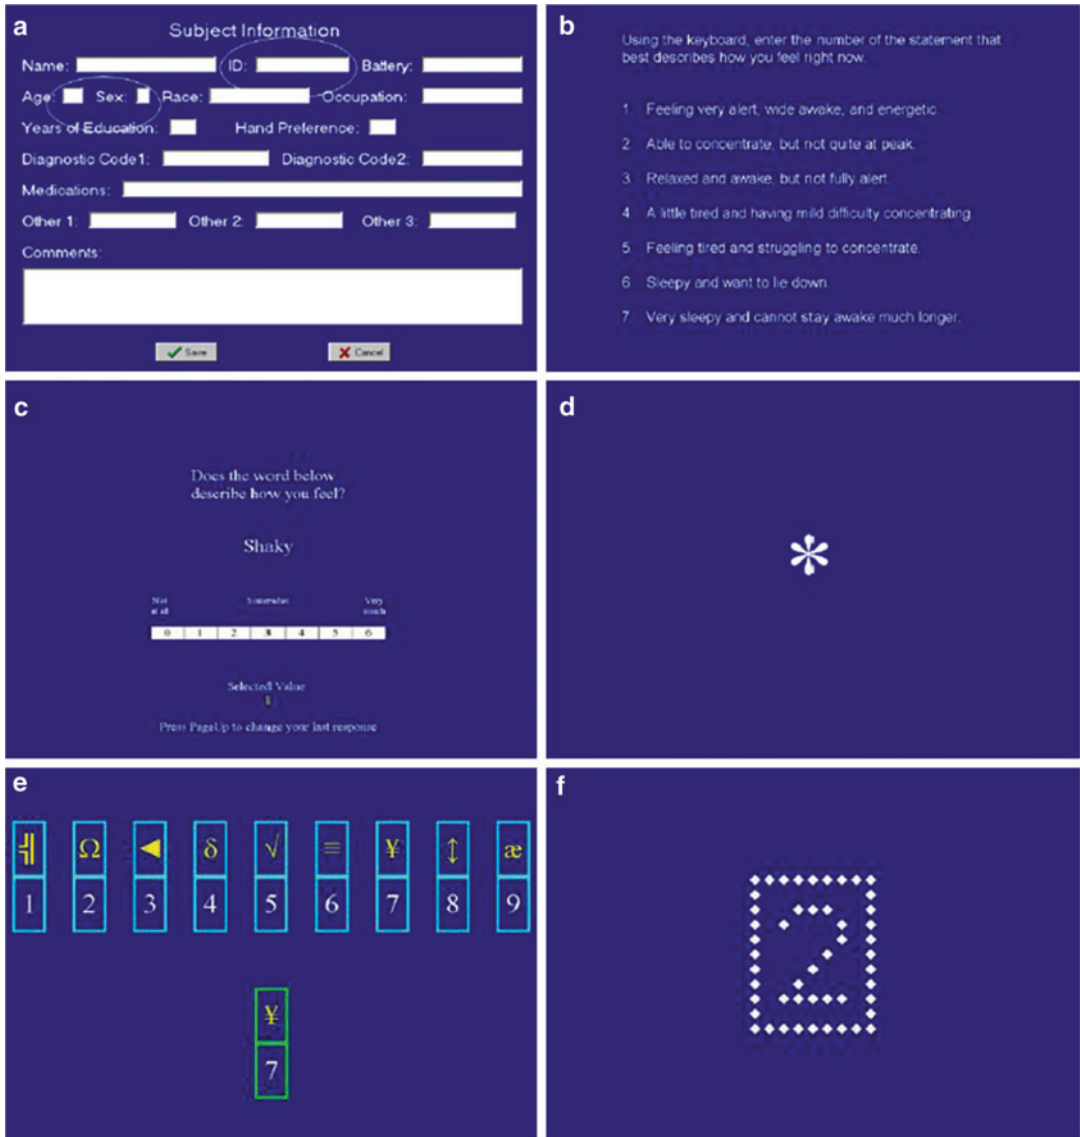 a
Subject Information
Name: ID: Battery:
Age: Sex: Race: Occupation:
Years of Education: Hand Preference:
Diagnostic Code1: Diagnostic Code2:
Medications:
Other 1: Other 2: Other 3:
Comments:
Save Cancel
b
Using the keyboard, enter the number of the statement that
best describes how you feel right now.
1. Feeling very alert, wide awake, and energetic.
2. Able to concentrate, but not quite at peak.
3. Relaxed and awake, but not fully alert.
4. A little tired and having mild difficulty concentrating.
5. Feeling tired and struggling to concentrate.
6. Sleepy and want to lie down.
7. Very sleepy and cannot stay awake much longer.
c
Does the word below
describe how you feel?
Shaky
Not Somewhat Very
at all much
0 1 2 3 4 5 6
Selected Value
1
Press PageUp to change your last response
d
*
e
╣ Ω ◄ δ √ ≡ ¥ ↕ æ
1 2 3 4 5 6 7 8 9
¥
7
f
2